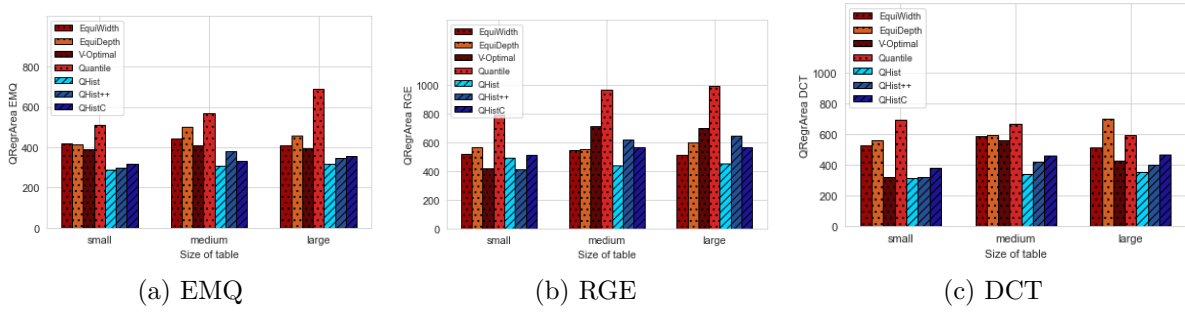 EquiWidth
EquiDepth
V-Optimal
Quantile
QHist
QHist++
QHistC
QRegrArea EMQ
800
600
400
200
0
small medium large
Size of table
(a) EMQ
EquiWidth
EquiDepth
V-Optimal
Quantile
QHist
QHist++
QHistC
QRegrArea RGE
1000
800
600
400
200
0
small medium large
Size of table
(b) RGE
EquiWidth
EquiDepth
V-Optimal
Quantile
QHist
QHist++
QHistC
QRegrArea DCT
1000
800
600
400
200
0
small medium large
Size of table
(c) DCT